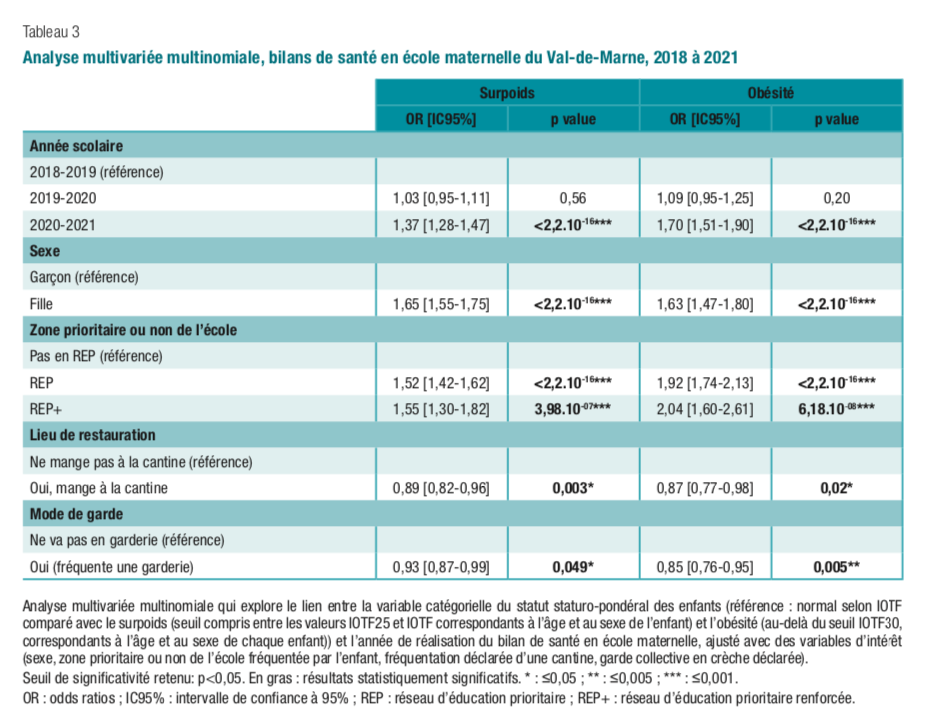 Tableau 3
Analyse multivariée multinomiale, bilans de santé en école maternelle du Val-de-Marne, 2018 à 2021
Surpoids Obésité
OR [IC95%] p value OR [IC95%] p value
Année scolaire
2018-2019 (référence)
2019-2020 1,03 [0,95-1,11] 0,56 1,09 [0,95-1,25] 0,20
2020-2021 1,37 [1,28-1,47] <2,2.10⁻¹⁶*** 1,70 [1,51-1,90] <2,2.10⁻¹⁶***
Sexe
Garçon (référence)
Fille 1,65 [1,55-1,75] <2,2.10⁻¹⁶*** 1,63 [1,47-1,80] <2,2.10⁻¹⁶***
Zone prioritaire ou non de l’école
Pas en REP (référence)
REP 1,52 [1,42-1,62] <2,2.10⁻¹⁶*** 1,92 [1,74-2,13] <2,2.10⁻¹⁶***
REP+ 1,55 [1,30-1,82] 3,98.10⁻⁰⁷*** 2,04 [1,60-2,61] 6,18.10⁻⁰⁸***
Lieu de restauration
Ne mange pas à la cantine (référence)
Oui, mange à la cantine 0,89 [0,82-0,96] 0,003* 0,87 [0,77-0,98] 0,02*
Mode de garde
Ne va pas en garderie (référence)
Oui (fréquente une garderie) 0,93 [0,87-0,99] 0,049* 0,85 [0,76-0,95] 0,005**
Analyse multivariée multinomiale qui explore le lien entre la variable catégorielle du statut staturo-pondéral des enfants (référence : normal selon IOTF
comparé avec le surpoids (seuil compris entre les valeurs IOTF25 et IOTF correspondants à l’âge et au sexe de l’enfant) et l’obésité (au-delà du seuil IOTF30,
correspondants à l’âge et au sexe de chaque enfant)) et l’année de réalisation du bilan de santé en école maternelle, ajusté avec des variables d’intérêt
(sexe, zone prioritaire ou non de l’école fréquentée par l’enfant, fréquentation déclarée d’une cantine, garde collective en crèche déclarée).
Seuil de significativité retenu: p<0,05. En gras : résultats statistiquement significatifs. * : ≤0,05 ; ** : ≤0,005 ; *** : ≤0,001.
OR : odds ratios ; IC95% : intervalle de confiance à 95% ; REP : réseau d’éducation prioritaire ; REP+ : réseau d’éducation prioritaire renforcée.